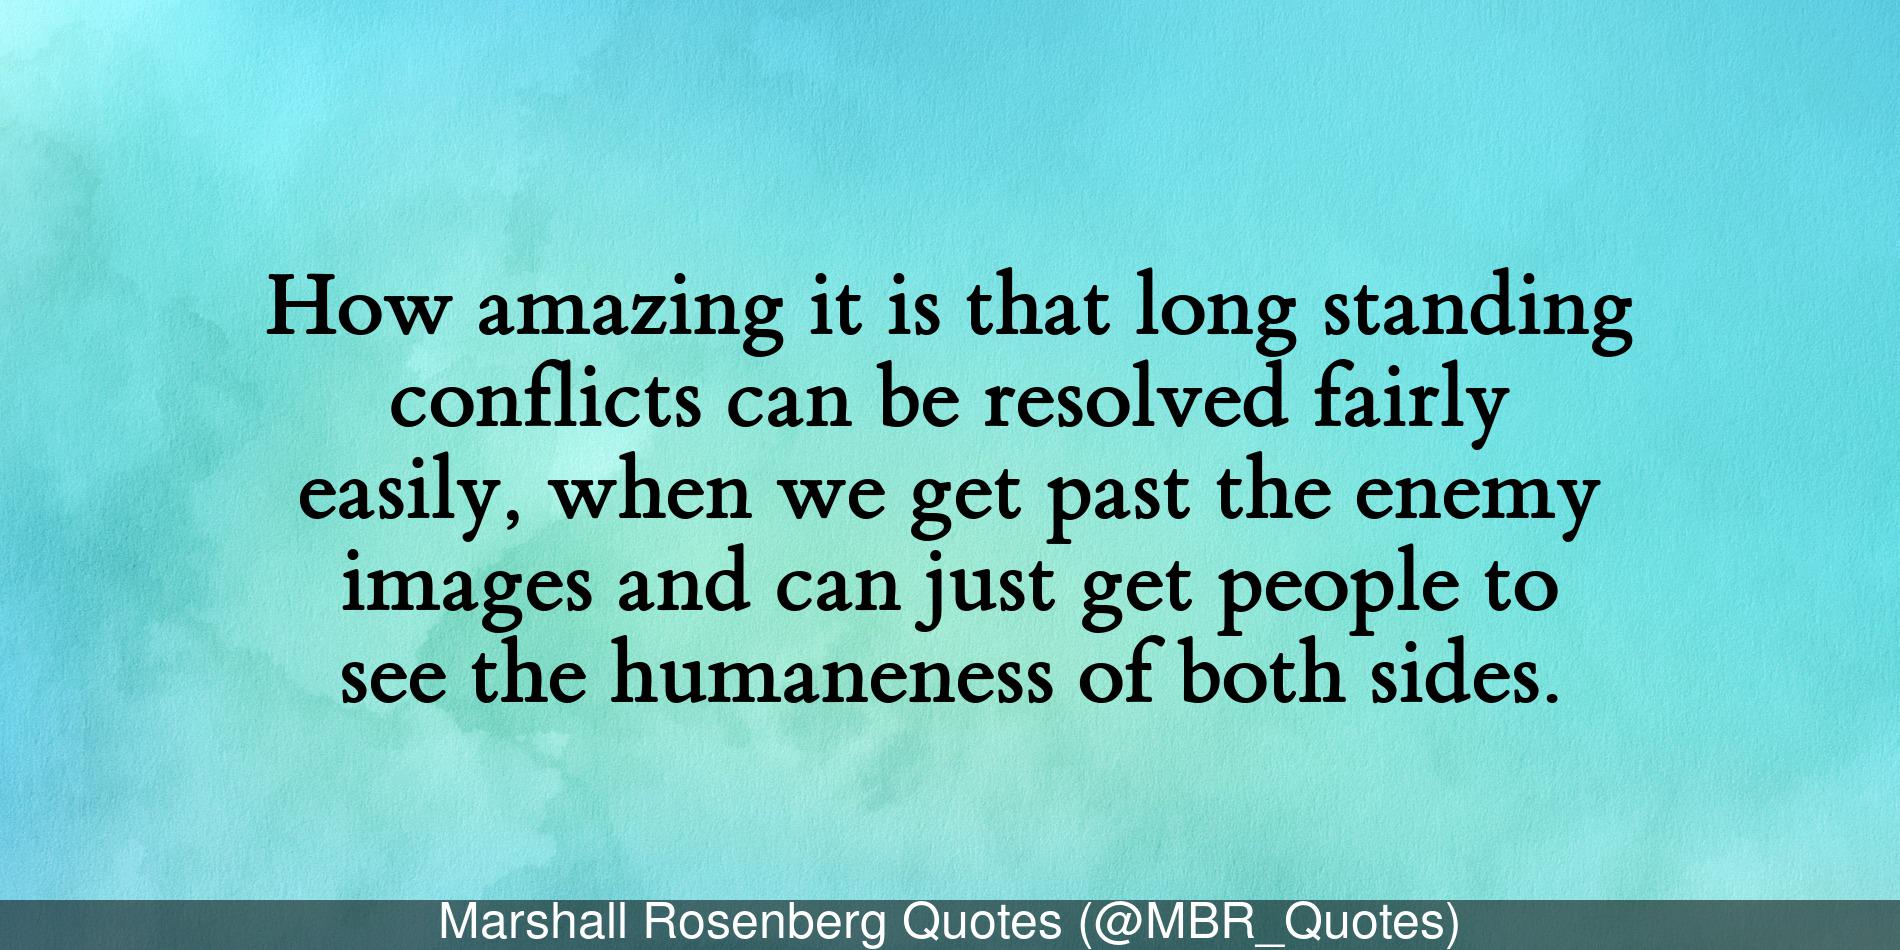 How amazing it is that long standing
conflicts can be resolved fairly
easily, when we get past the enemy
images and can just get people to
see the humaneness of both sides.
Marshall Rosenberg Quotes (@MBR_Quotes)